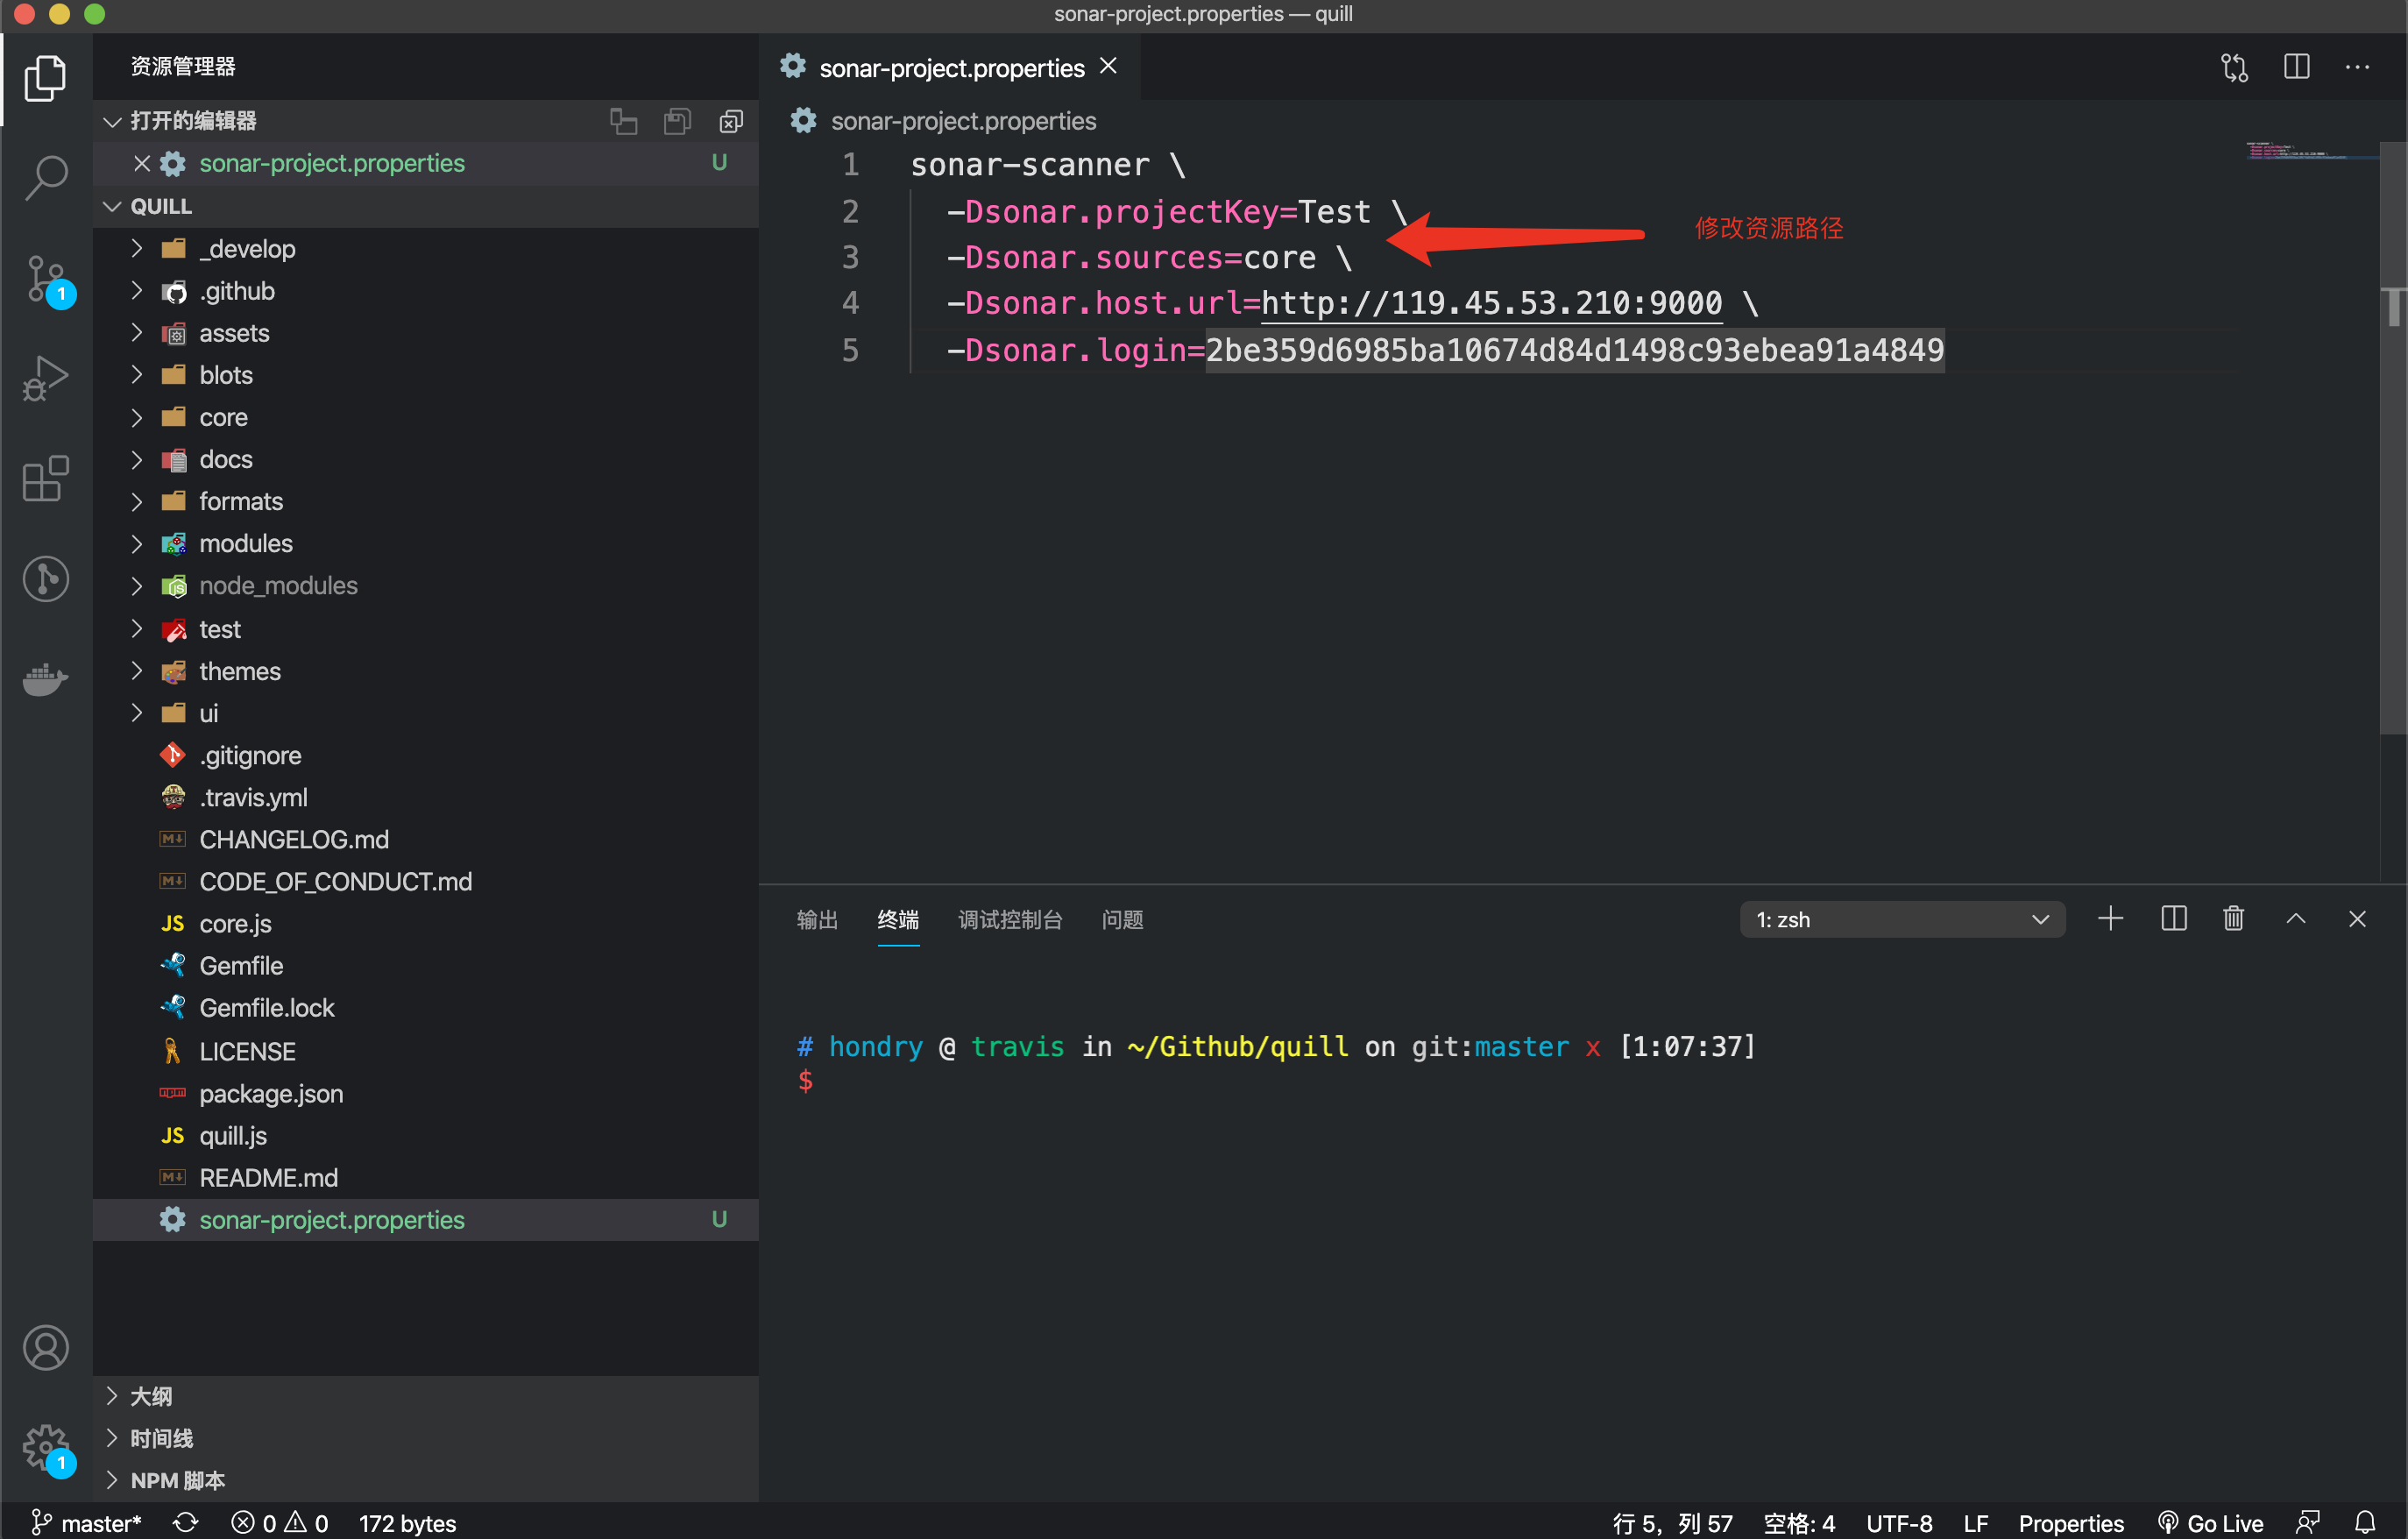 sonar-project.properties — quill
资源管理器
打开的编辑器
sonar-project.properties U
QUILL
_develop
.github
assets
blots
core
docs
formats
modules
node_modules
test
themes
ui
.gitignore
.travis.yml
CHANGELOG.md
CODE_OF_CONDUCT.md
JS core.js
Gemfile
Gemfile.lock
LICENSE
package.json
JS quill.js
README.md
sonar-project.properties U
大纲
时间线
NPM 脚本
1
1
sonar-project.properties
sonar-project.properties
1 sonar-scanner \
2 -Dsonar.projectKey=Test \
3 -Dsonar.sources=core \
4 -Dsonar.host.url=http://119.45.53.210:9000 \
5 -Dsonar.login=2be359d6985ba10674d84d1498c93ebea91a4849
修改资源路径
输出 终端 调试控制台 问题 1: zsh
# hondry @ travis in ~/Github/quill on git:master x [1:07:37]
$
master* 0 0 172 bytes 行 5，列 57 空格: 4 UTF-8 LF Properties Go Live